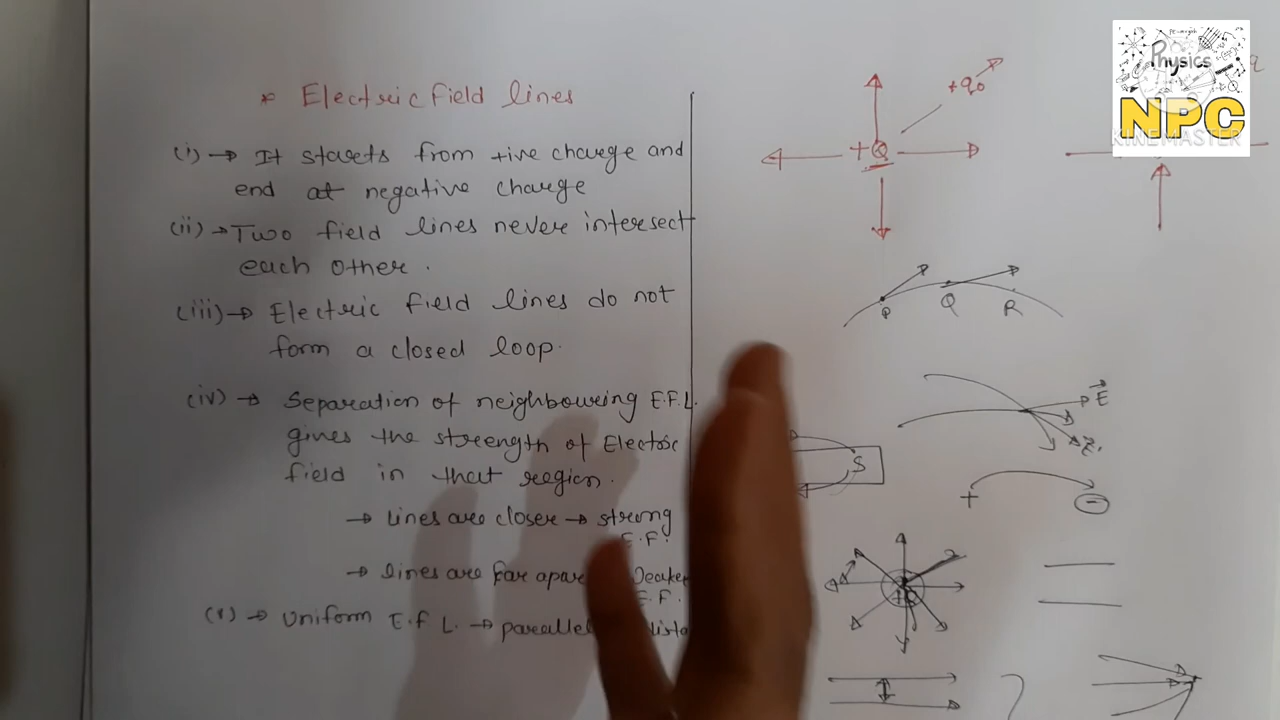 * Electric field lines
(i) → It starts from +ive charge and
end at negative charge
(ii) → Two field lines never intersect
each other.
(iii) → Electric field lines do not
form a closed loop.
(iv) → Separation of neighbouring E.F.L.
gives the strength of Electric
field in that region.
→ lines are closer → strong
E.F.
→ lines are far
E.F.
(v) → Uniform E.F.L. → parallel
+q₀
+Q
P Q R
E
E
S
+ −
Physics
NPC
KINEMASTER